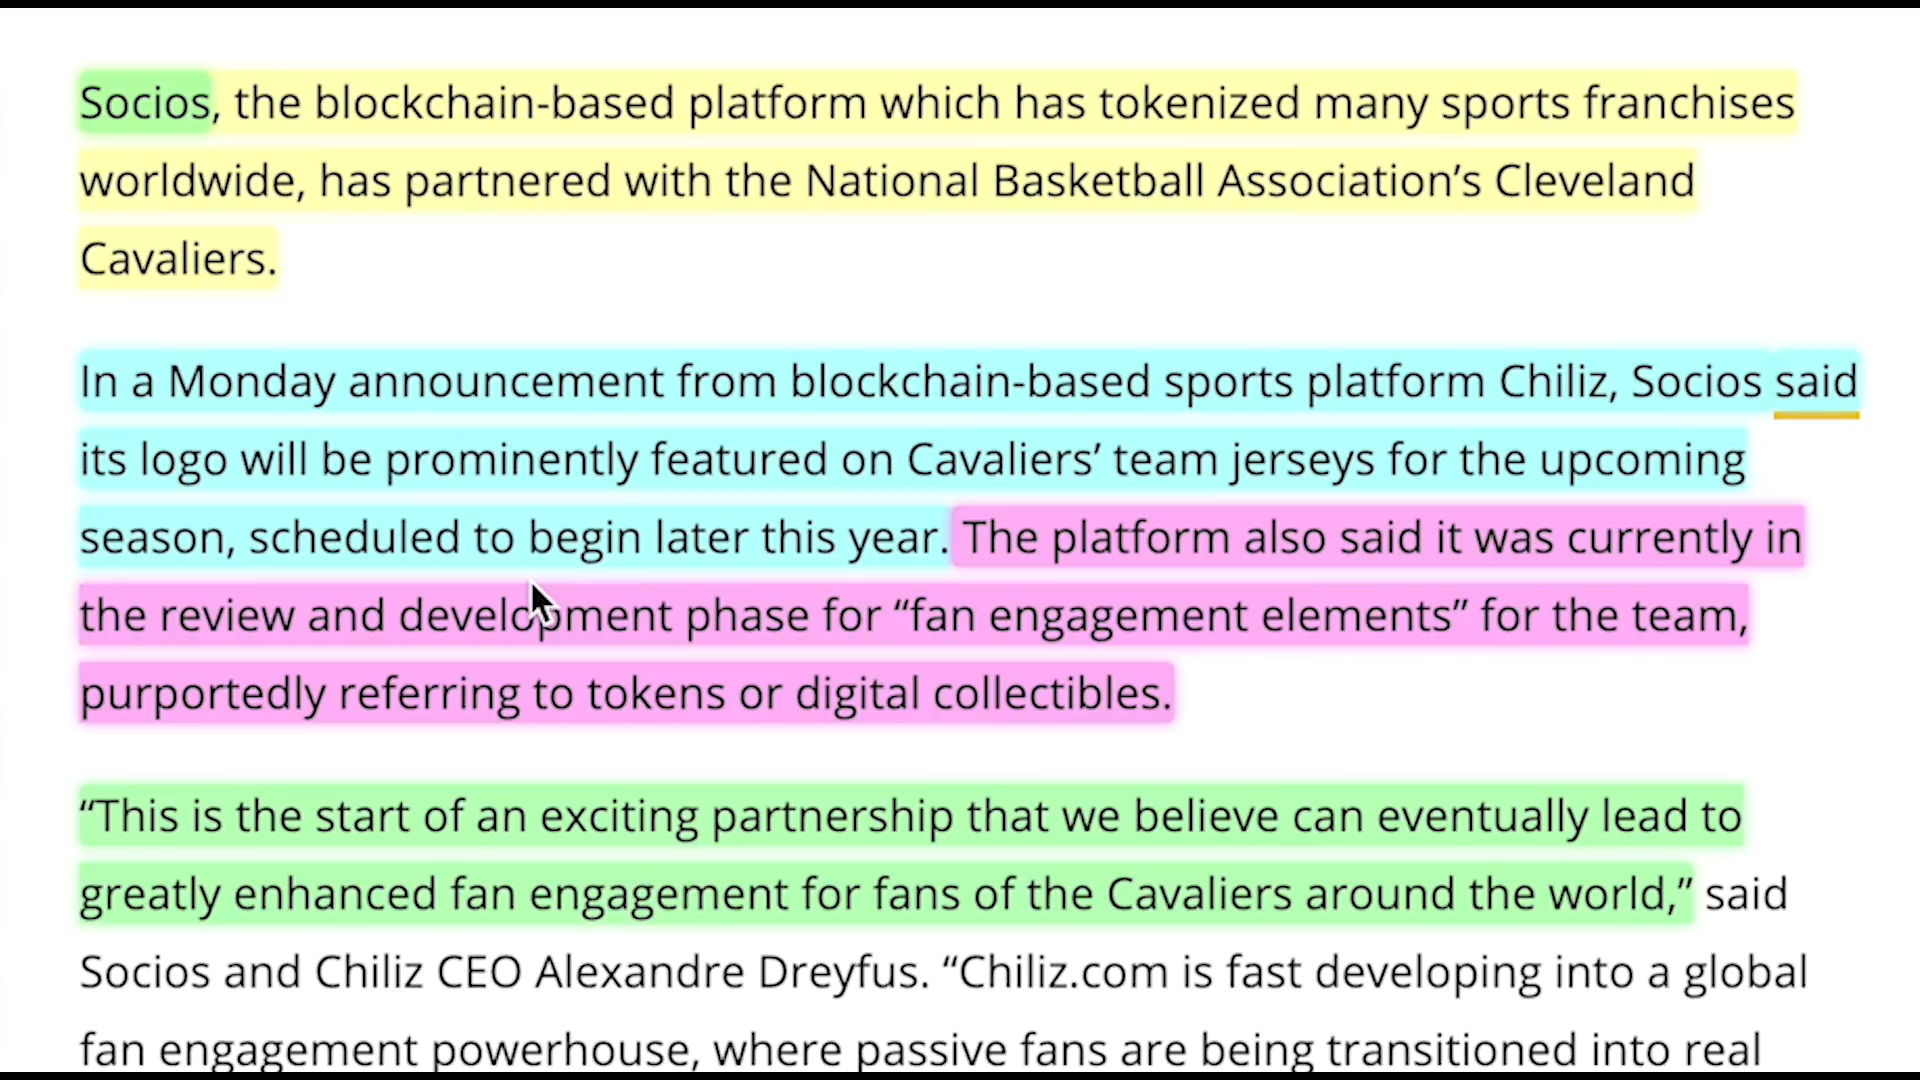 Socios, the blockchain-based platform which has tokenized many sports franchises
worldwide, has partnered with the National Basketball Association’s Cleveland
Cavaliers.
In a Monday announcement from blockchain-based sports platform Chiliz, Socios said
its logo will be prominently featured on Cavaliers’ team jerseys for the upcoming
season, scheduled to begin later this year. The platform also said it was currently in
the review and development phase for “fan engagement elements” for the team,
purportedly referring to tokens or digital collectibles.
“This is the start of an exciting partnership that we believe can eventually lead to
greatly enhanced fan engagement for fans of the Cavaliers around the world,” said
Socios and Chiliz CEO Alexandre Dreyfus. “Chiliz.com is fast developing into a global
fan engagement powerhouse, where passive fans are being transitioned into real